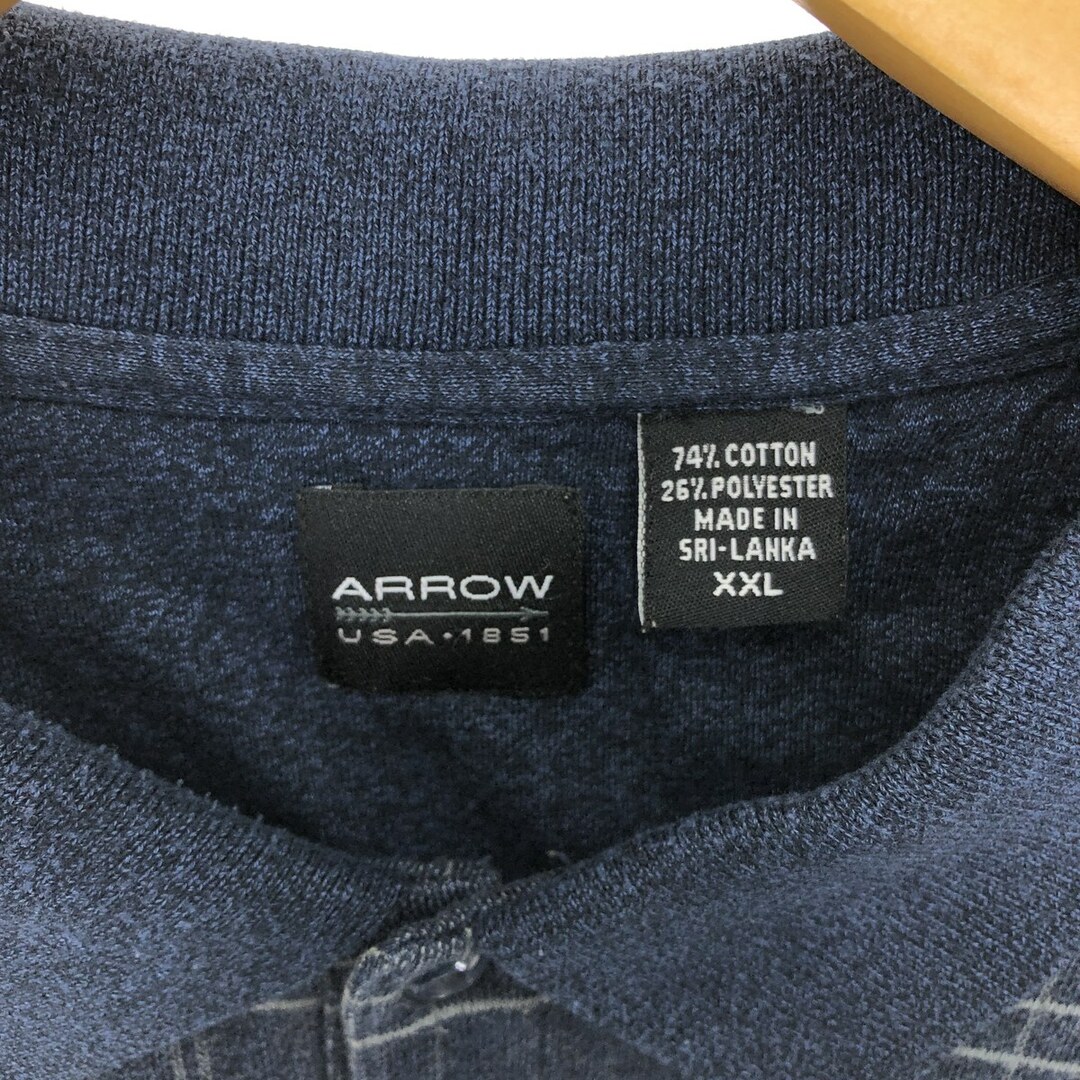 ARROW
USA·1851
74% COTTON
26% POLYESTER
MADE IN
SRI-LANKA
XXL